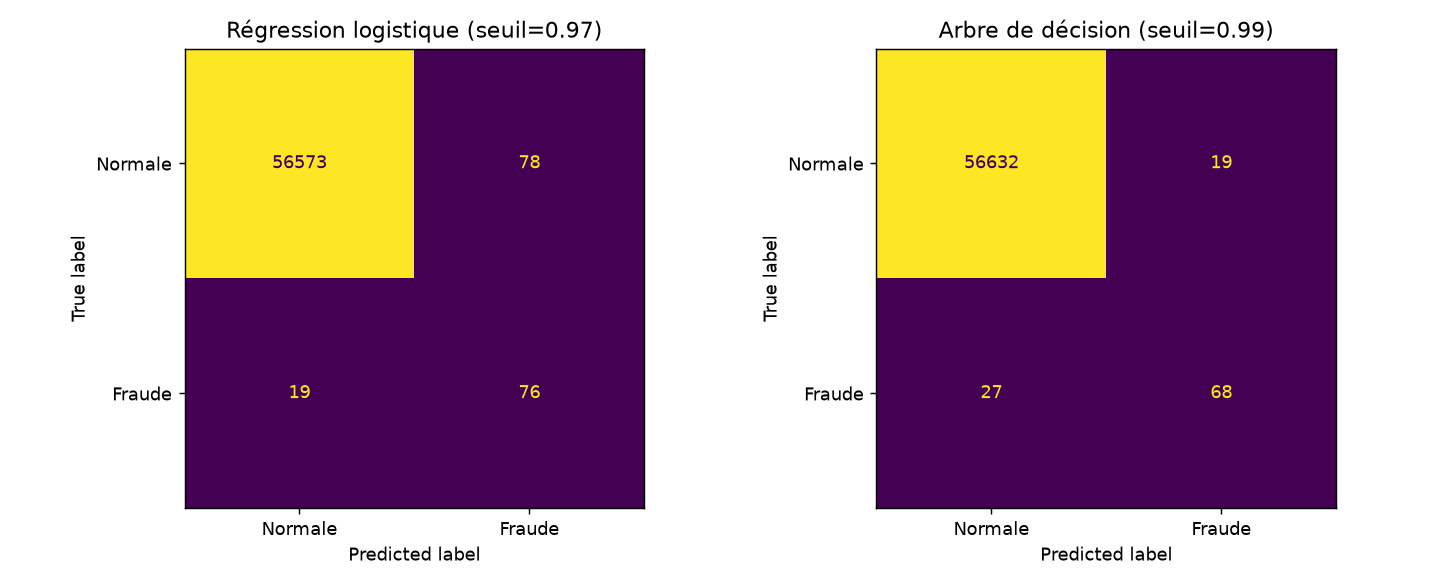 Régression logistique (seuil=0.97)
Normale
56573
78
True label
Fraude
19
76
Normale
Fraude
Predicted label
Arbre de décision (seuil=0.99)
Normale
56632
19
True label
Fraude
27
68
Normale
Fraude
Predicted label